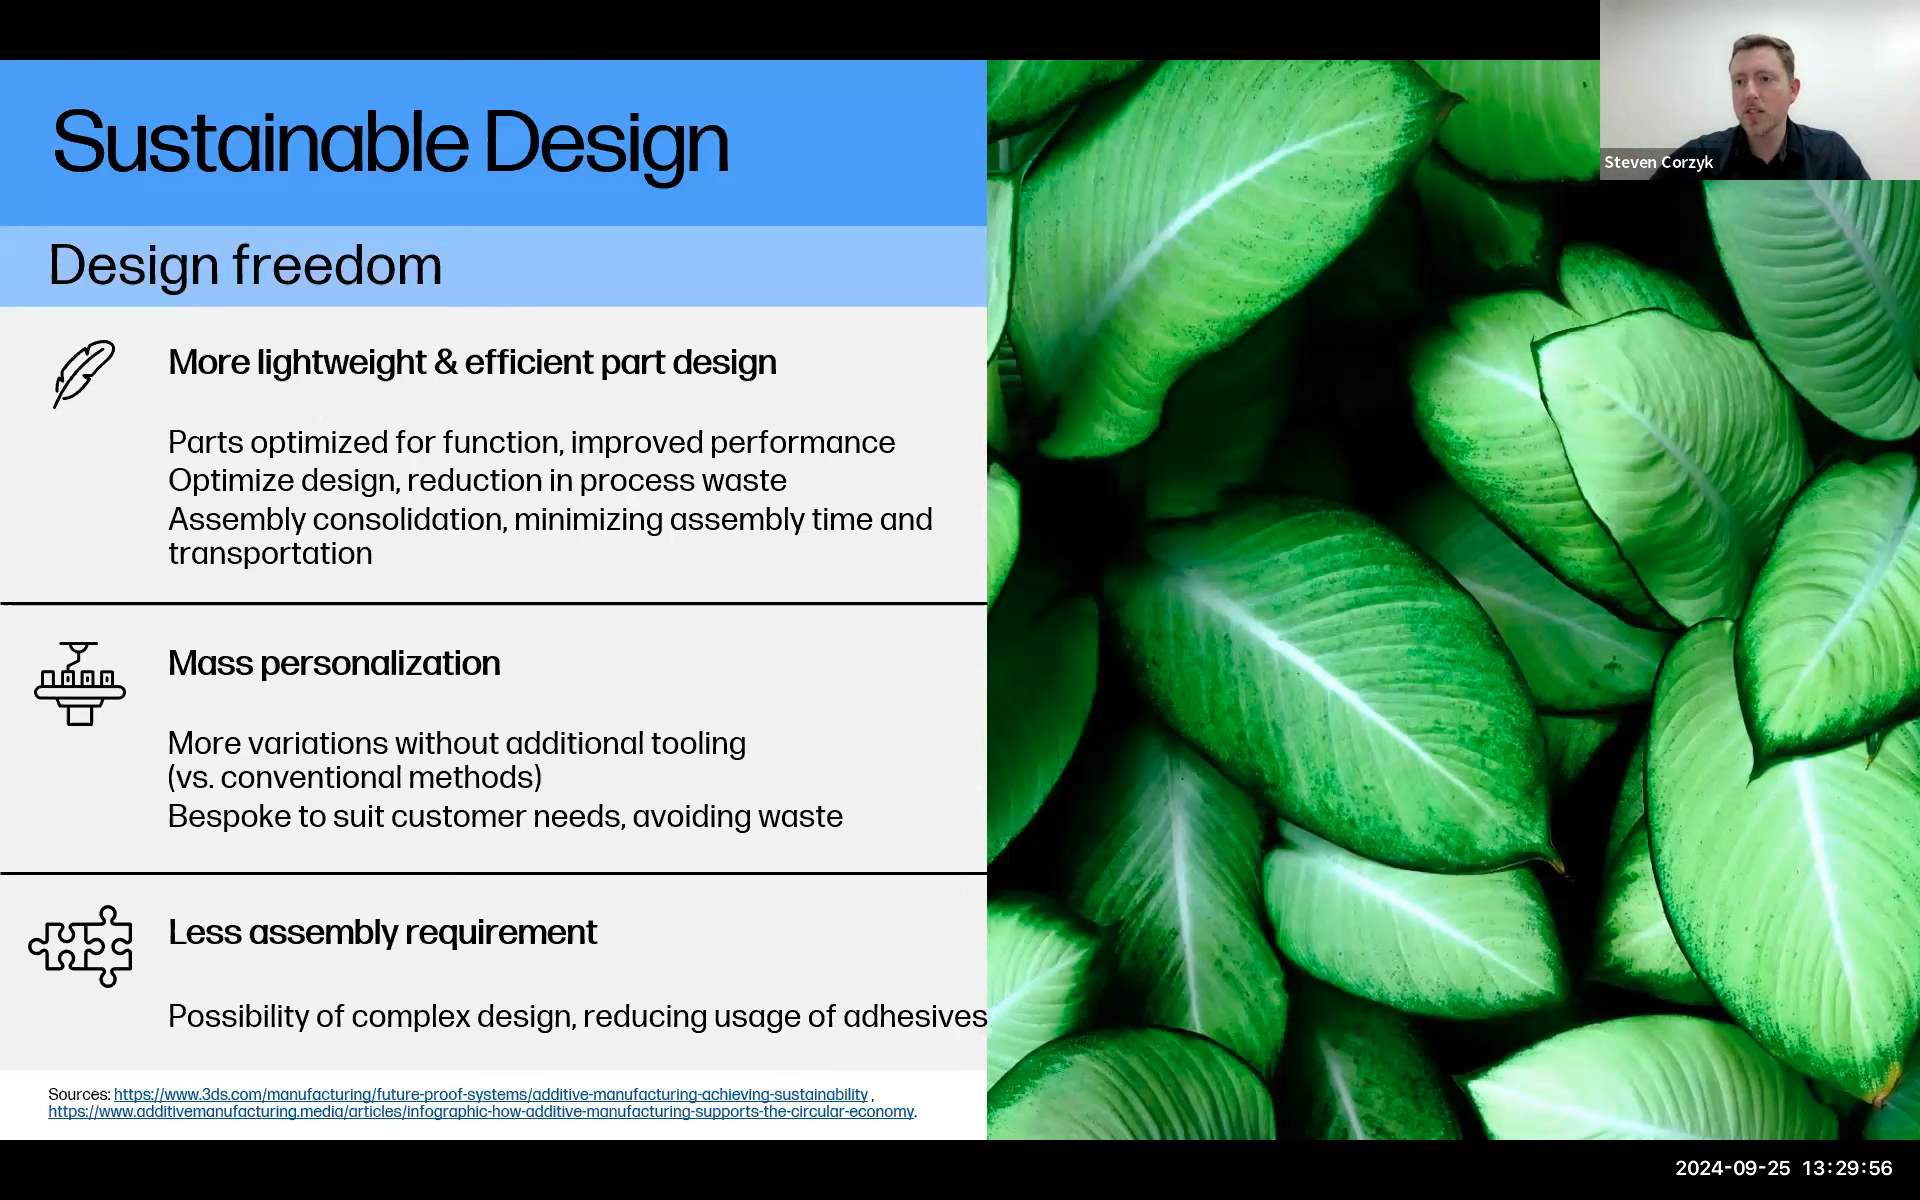 Sustainable Design
Steven Corzyk
Design freedom
More lightweight & efficient part design
Parts optimized for function, improved performance
Optimize design, reduction in process waste
Assembly consolidation, minimizing assembly time and
transportation
Mass personalization
More variations without additional tooling
(vs. conventional methods)
Bespoke to suit customer needs, avoiding waste
Less assembly requirement
Possibility of complex design, reducing usage of adhesives
Sources: https://www.3ds.com/manufacturing/future-proof-systems/additive-manufacturing-achieving-sustainability ,
https://www.additivemanufacturing.media/articles/infographic-how-additive-manufacturing-supports-the-circular-economy.
2024-09-25 13:29:56